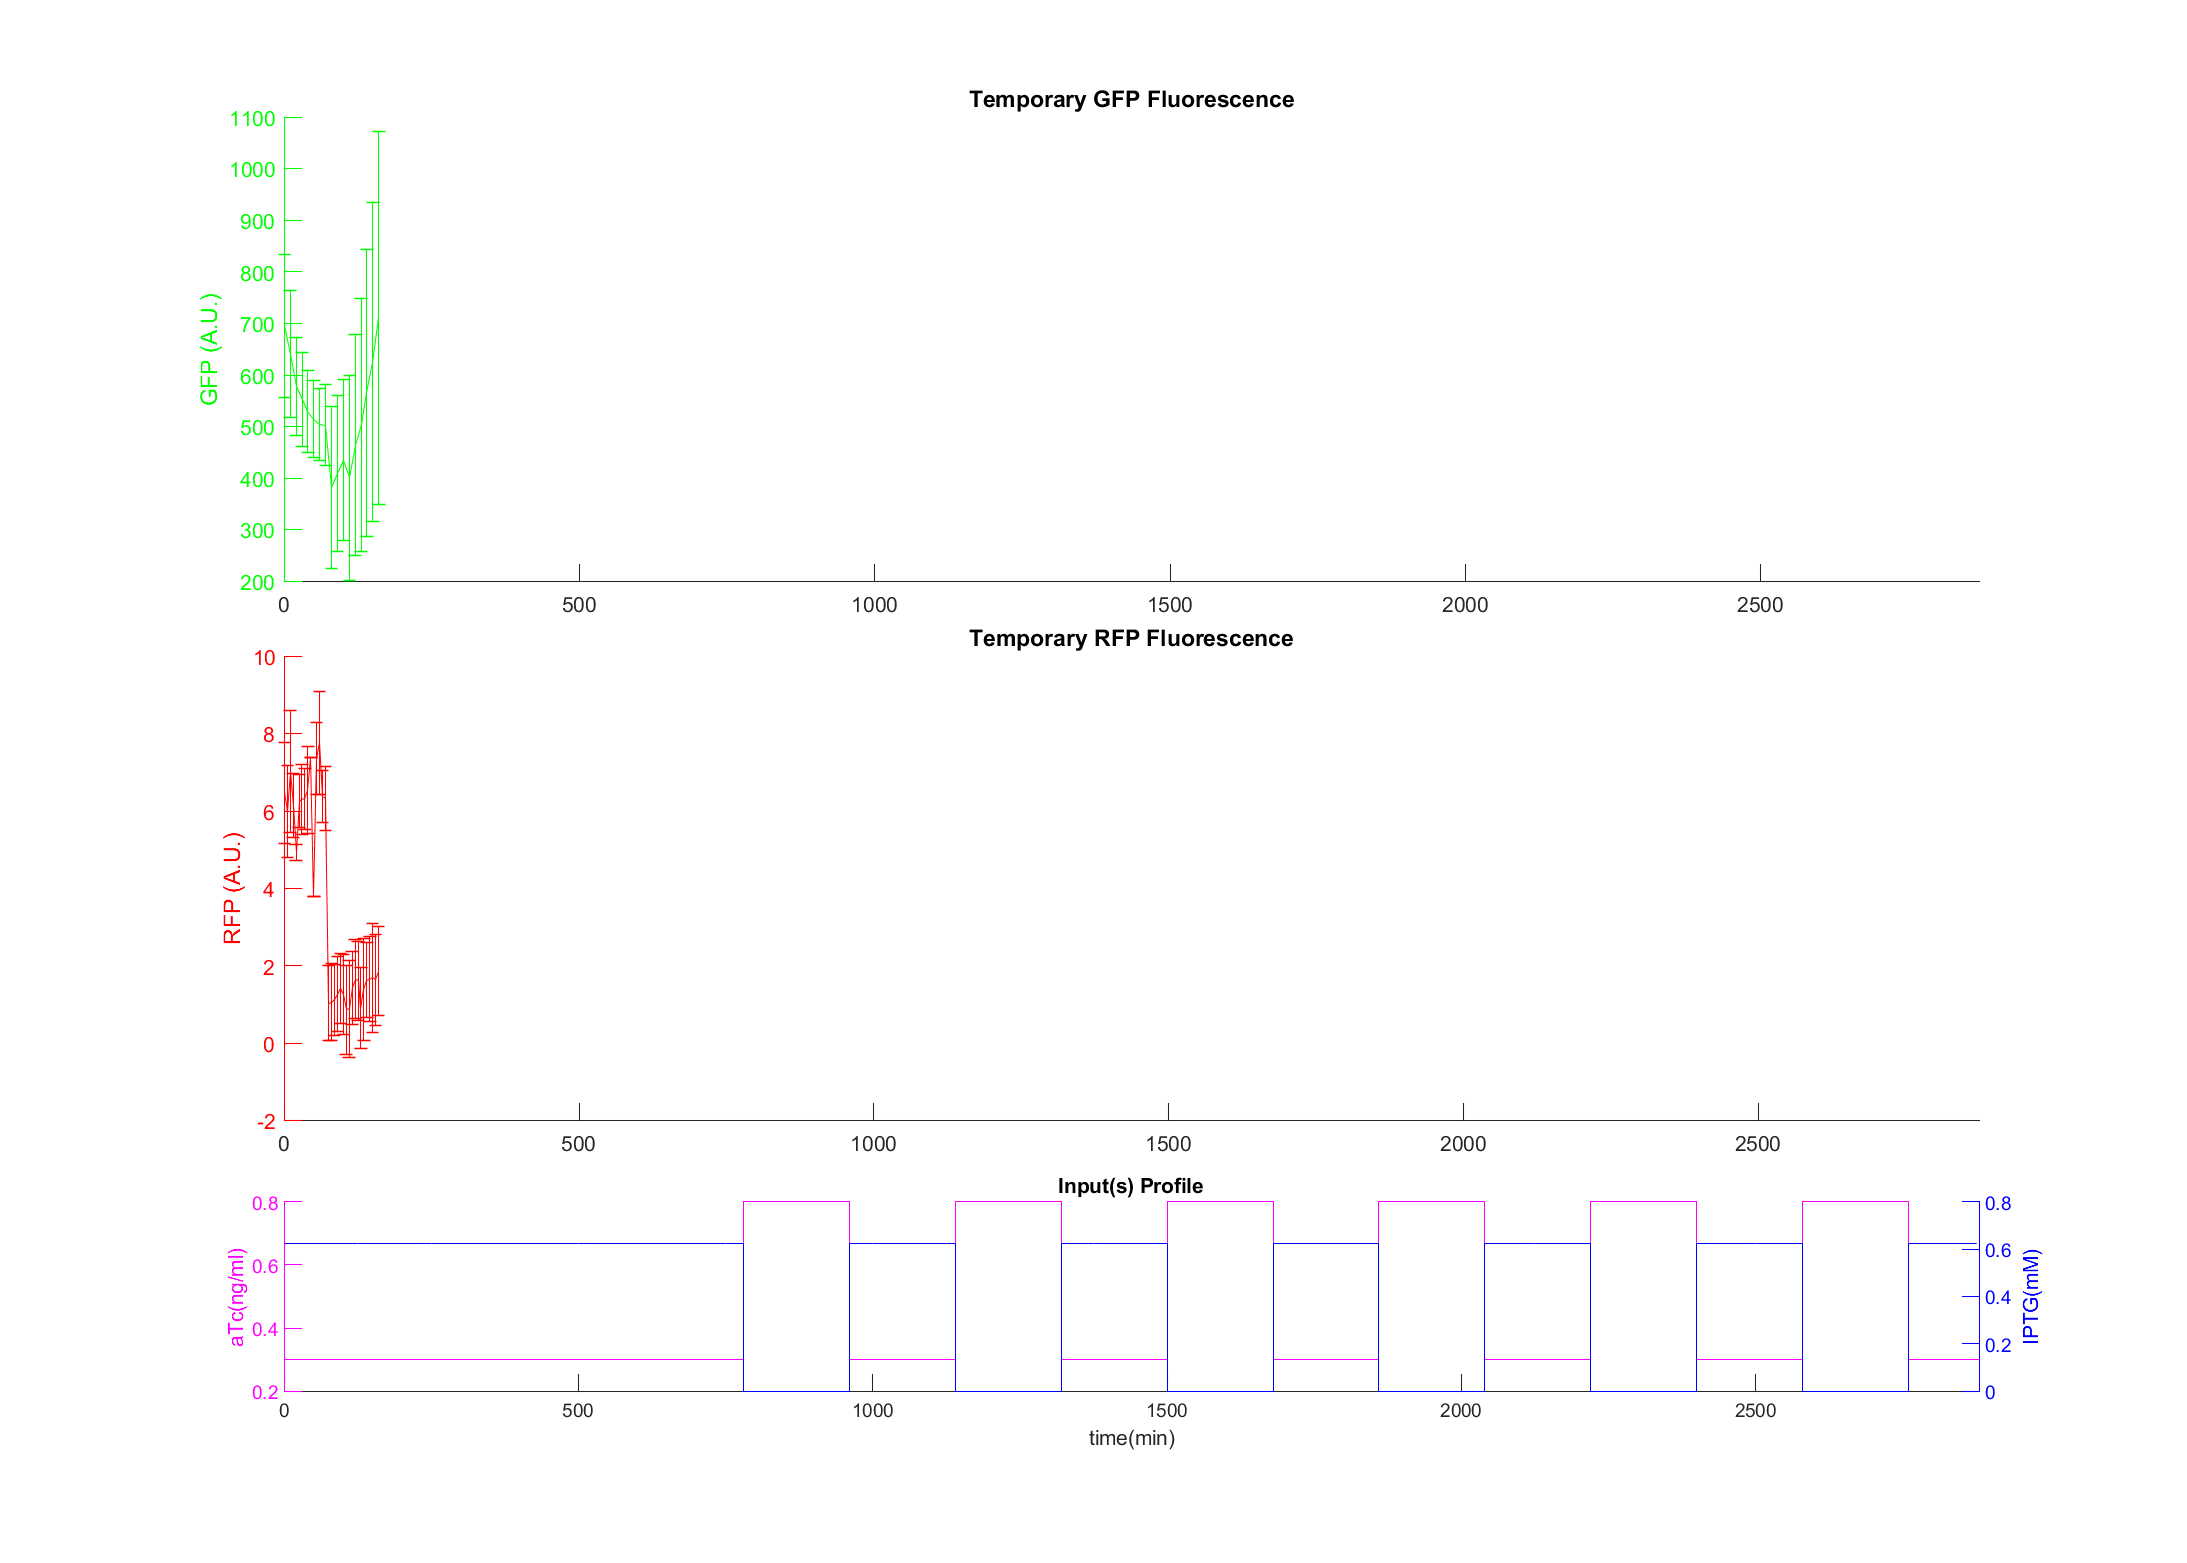 Temporary GFP Fluorescence
1100
1000
900
800
700
600
500
400
300
200
GFP (A.U.)
0 500 1000 1500 2000 2500
Temporary RFP Fluorescence
10
8
6
4
2
0
-2
RFP (A.U.)
0 500 1000 1500 2000 2500
Input(s) Profile
0.8
0.6
0.4
0.2
aTc(ng/ml)
0.8
0.6
0.4
0.2
0
IPTG(mM)
0 500 1000 1500 2000 2500
time(min)